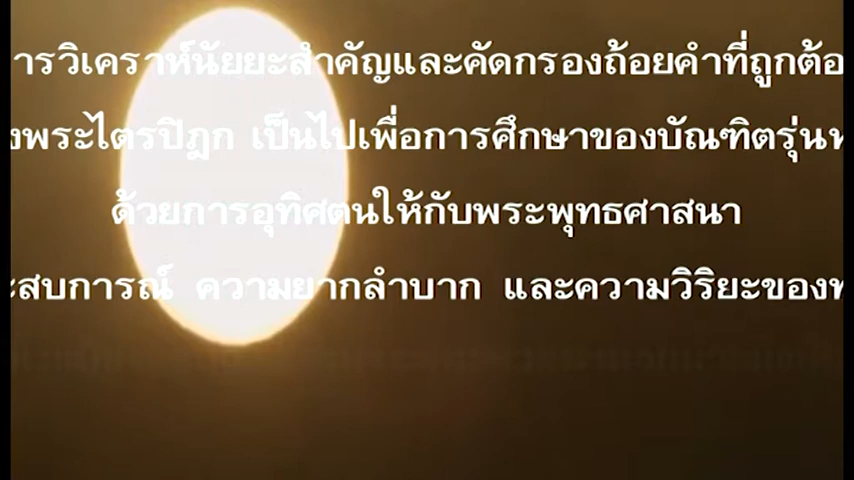 ารวิเคราะห์นัยยะสำคัญและคัดกรองถ้อยคำที่ถูกต้อ
งพระไตรปิฎก เป็นไปเพื่อการศึกษาของบัณฑิตรุ่นห
ด้วยการอุทิศตนให้กับพระพุทธศาสนา
ะสบการณ์ ความยากลำบาก และความวิริยะของท